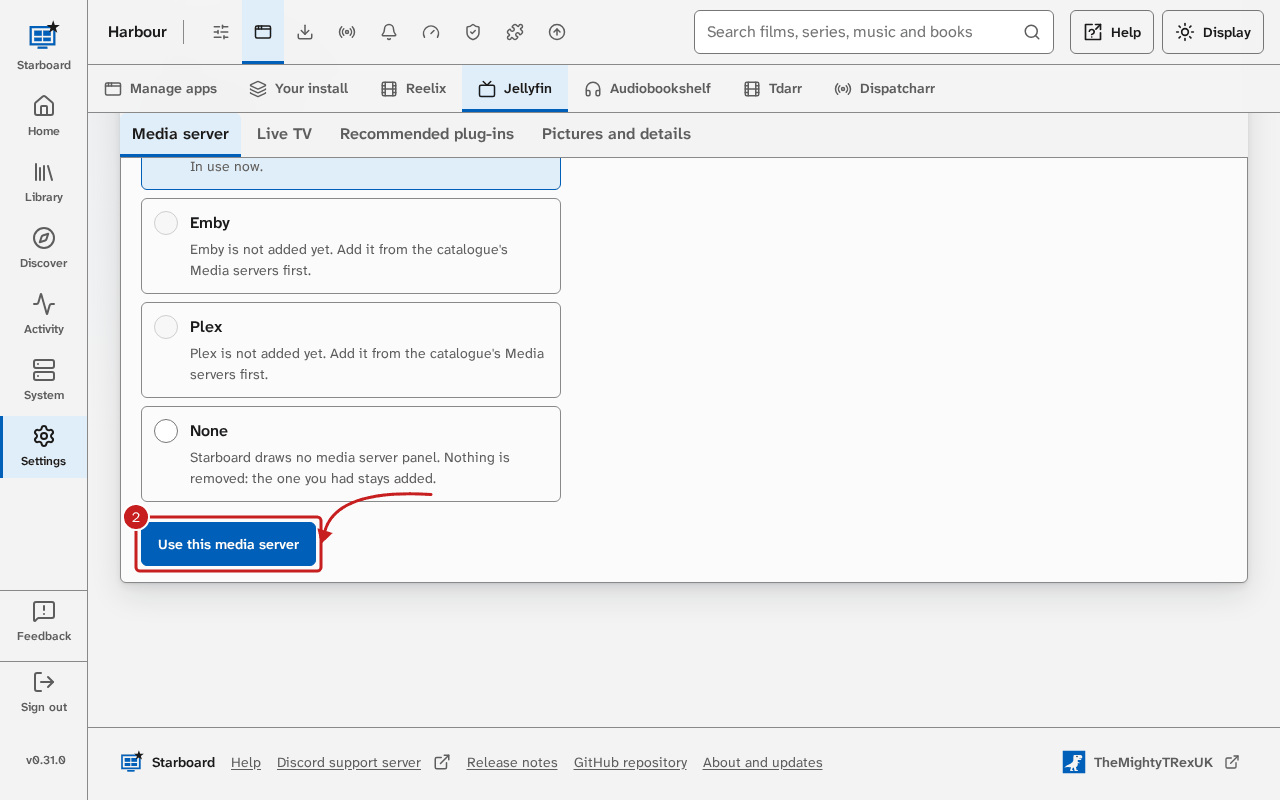 Starboard
Home
Library
Discover
Activity
System
Settings
Feedback
Sign out
v0.31.0
Harbour
Search films, series, music and books
Help
Display
Manage apps
Your install
Reelix
Jellyfin
Audiobookshelf
Tdarr
Dispatcharr
Media server
Live TV
Recommended plug-ins
Pictures and details
In use now.
Emby
Emby is not added yet. Add it from the catalogue's
Media servers first.
Plex
Plex is not added yet. Add it from the catalogue's Media
servers first.
None
Starboard draws no media server panel. Nothing is
removed: the one you had stays added.
2
Use this media server
Starboard
Help
Discord support server
Release notes
GitHub repository
About and updates
TheMightyTRexUK